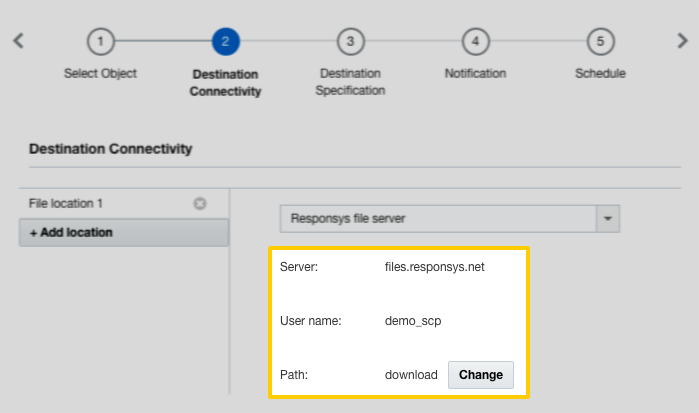 1 2 3 4 5
Select Object
Destination
Connectivity
Destination
Specification
Notification
Schedule
Destination Connectivity
File location 1
+ Add location
Responsys file server
Server: files.responsys.net
User name: demo_scp
Path: download Change